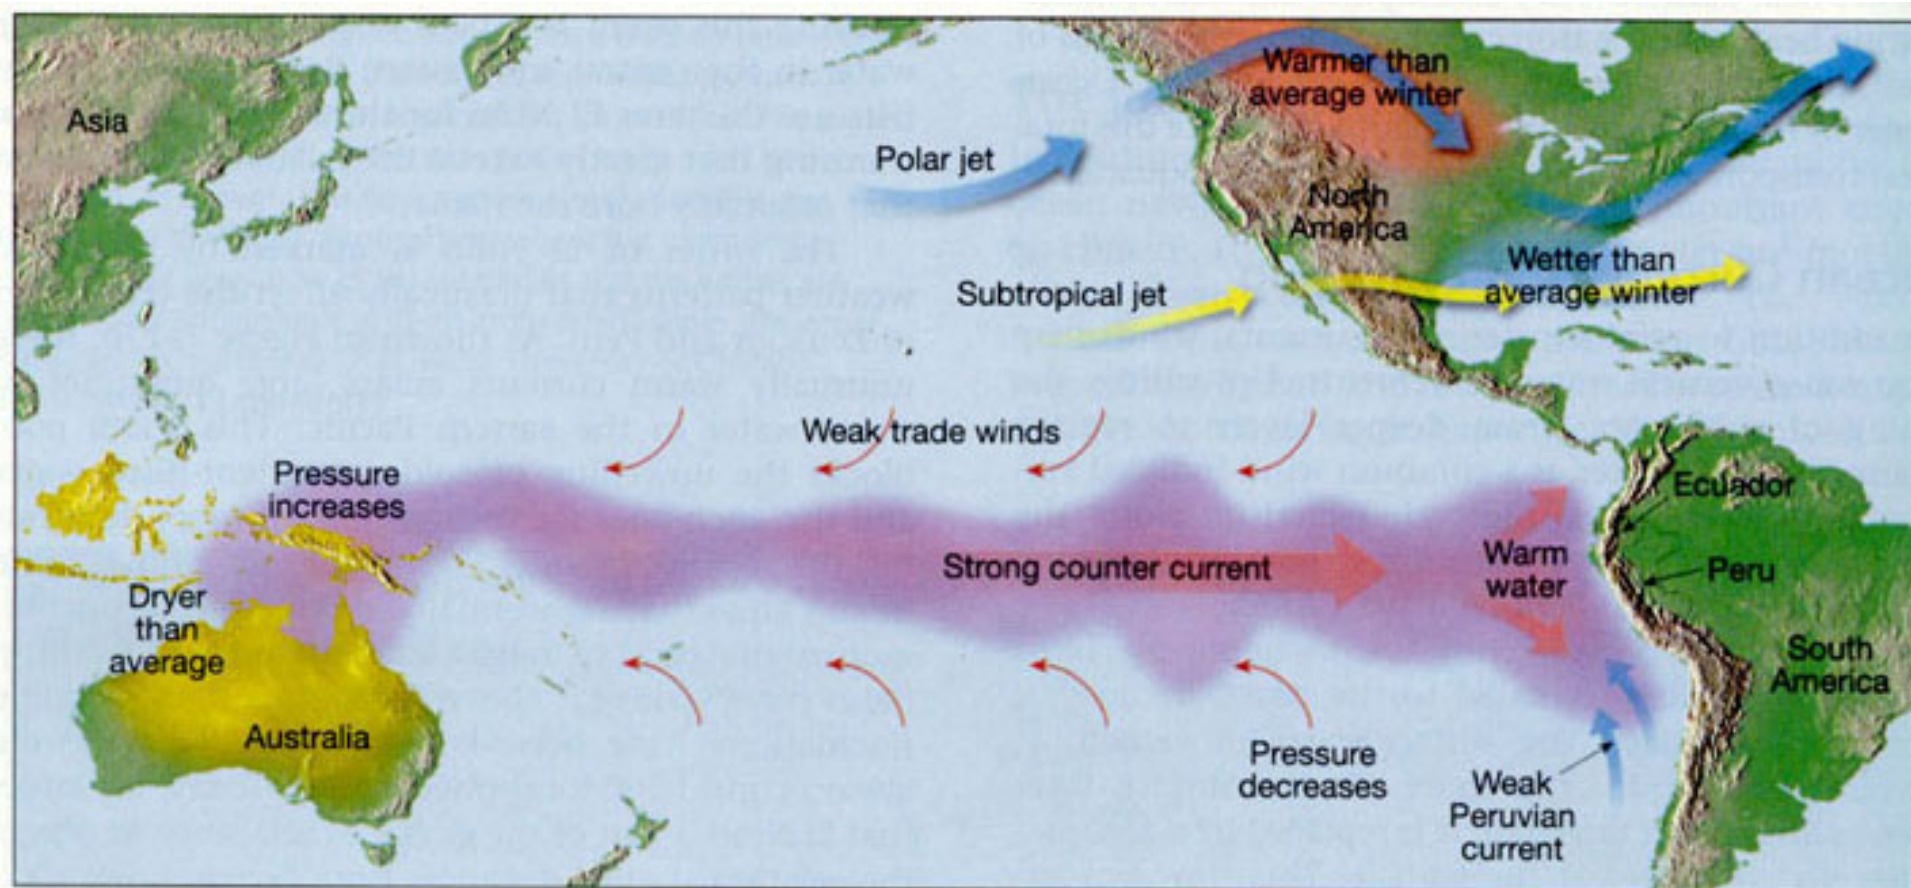 Warmer than
average winter
Asia
Polar jet
North
America
Wetter than
average winter
Subtropical jet
Weak trade winds
Pressure
increases
Ecuador
Strong counter current
Warm
water
Peru
Dryer
than
average
South
America
Australia
Pressure
decreases
Weak
Peruvian
current